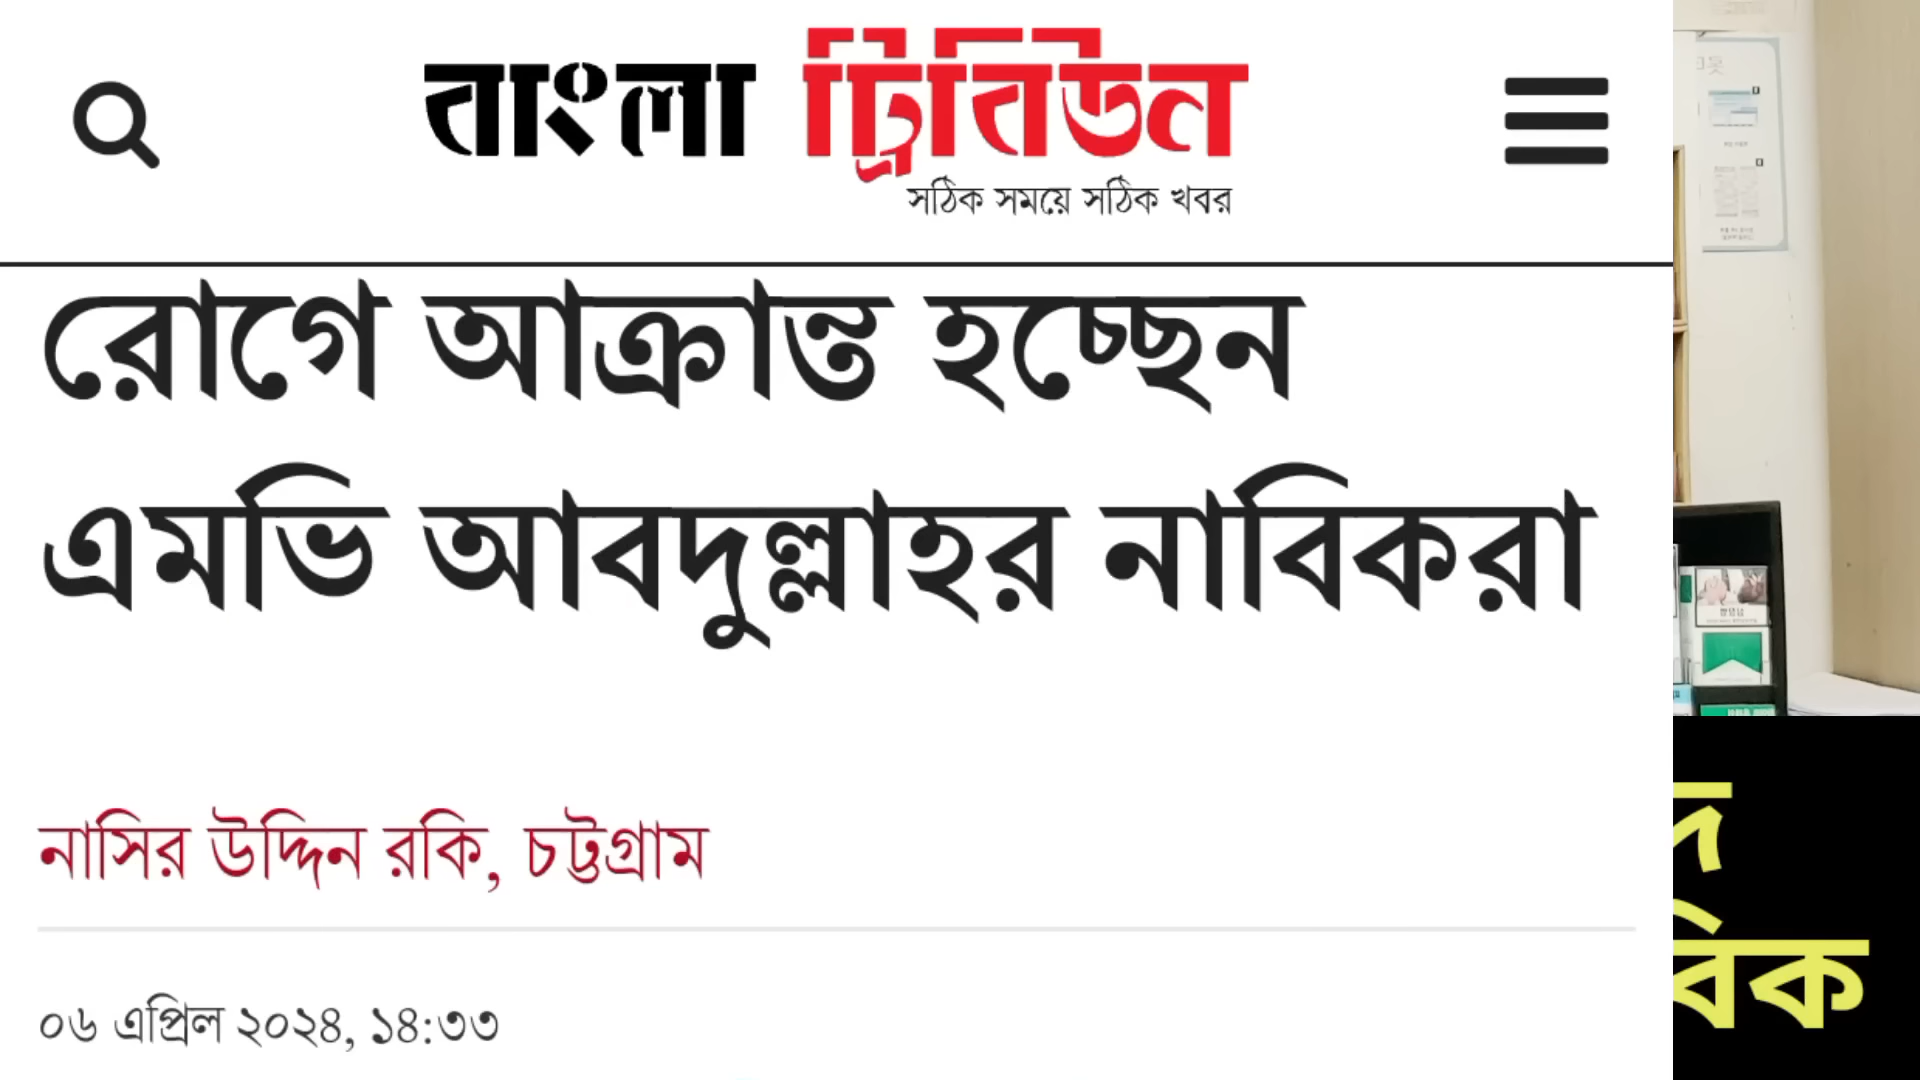 বাংলা ট্রিবিউন
সঠিক সময়ে সঠিক খবর
রোগে আক্রান্ত হচ্ছেন
এমভি আবদুল্লাহর নাবিকরা
নাসির উদ্দিন রকি, চট্টগ্রাম
০৬ এপ্রিল ২০২৪, ১৪:৩৩
বিক